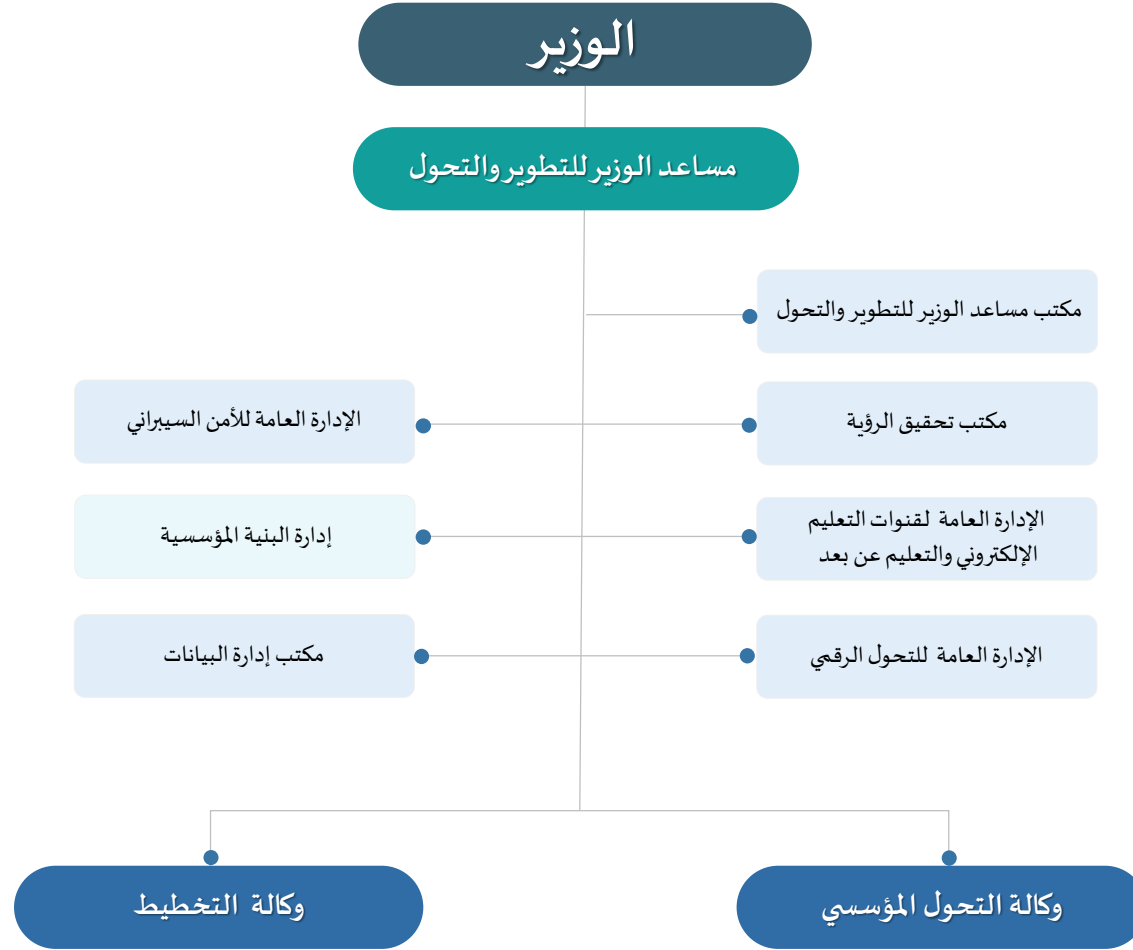 الوزير
مساعد الوزير للتطوير والتحول
مكتب مساعد الوزير للتطوير والتحول
مكتب تحقيق الرؤية
الإدارة العامة للأمن السيبراني
الإدارة العامة لقنوات التعليم
الإلكتروني والتعليم عن بعد
إدارة البنية المؤسسية
الإدارة العامة للتحول الرقمي
مكتب إدارة البيانات
وكالة التحول المؤسسي
وكالة التخطيط